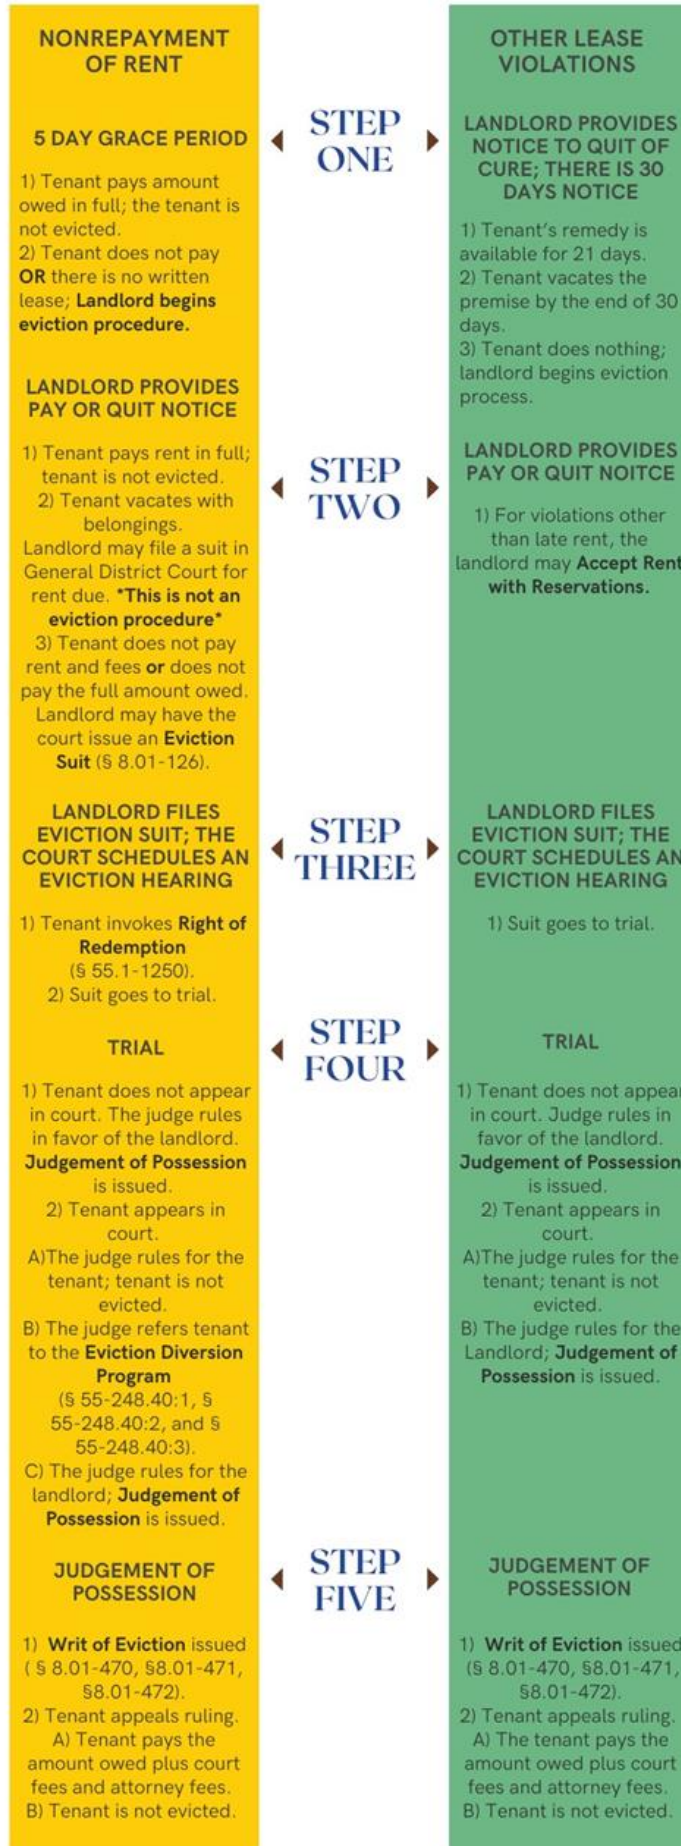 NONREPAYMENT
OF RENT
5 DAY GRACE PERIOD
1) Tenant pays amount
owed in full; the tenant is
not evicted.
2) Tenant does not pay
OR there is no written
lease; Landlord begins
eviction procedure.
LANDLORD PROVIDES
PAY OR QUIT NOTICE
1) Tenant pays rent in full;
tenant is not evicted.
2) Tenant vacates with
belongings.
Landlord may file a suit in
General District Court for
rent due. *This is not an
eviction procedure*
3) Tenant does not pay
rent and fees or does not
pay the full amount owed.
Landlord may have the
court issue an Eviction
Suit (§ 8.01-126).
LANDLORD FILES
EVICTION SUIT; THE
COURT SCHEDULES AN
EVICTION HEARING
1) Tenant invokes Right of
Redemption
(§ 55.1-1250).
2) Suit goes to trial.
TRIAL
1) Tenant does not appear
in court. The judge rules
in favor of the landlord.
Judgement of Possession
is issued.
2) Tenant appears in
court.
A)The judge rules for the
tenant; tenant is not
evicted.
B) The judge refers tenant
to the Eviction Diversion
Program
(§ 55-248.40:1, §
55-248.40:2, and §
55-248.40:3).
C) The judge rules for the
landlord; Judgement of
Possession is issued.
JUDGEMENT OF
POSSESSION
1) Writ of Eviction issued
( § 8.01-470, §8.01-471,
§8.01-472).
2) Tenant appeals ruling.
A) Tenant pays the
amount owed plus court
fees and attorney fees.
B) Tenant is not evicted.
STEP
ONE
STEP
TWO
STEP
THREE
STEP
FOUR
STEP
FIVE
OTHER LEASE
VIOLATIONS
LANDLORD PROVIDES
NOTICE TO QUIT OF
CURE; THERE IS 30
DAYS NOTICE
1) Tenant's remedy is
available for 21 days.
2) Tenant vacates the
premise by the end of 30
days.
3) Tenant does nothing;
landlord begins eviction
process.
LANDLORD PROVIDES
PAY OR QUIT NOITCE
1) For violations other
than late rent, the
landlord may Accept Rent
with Reservations.
LANDLORD FILES
EVICTION SUIT; THE
COURT SCHEDULES AN
EVICTION HEARING
1) Suit goes to trial.
TRIAL
1) Tenant does not appear
in court. Judge rules in
favor of the landlord.
Judgement of Possession
is issued.
2) Tenant appears in
court.
A)The judge rules for the
tenant; tenant is not
evicted.
B) The judge rules for the
Landlord; Judgement of
Possession is issued.
JUDGEMENT OF
POSSESSION
1) Writ of Eviction issued
(§ 8.01-470, §8.01-471,
§8.01-472).
2) Tenant appeals ruling.
A) The tenant pays the
amount owed plus court
fees and attorney fees.
B) Tenant is not evicted.